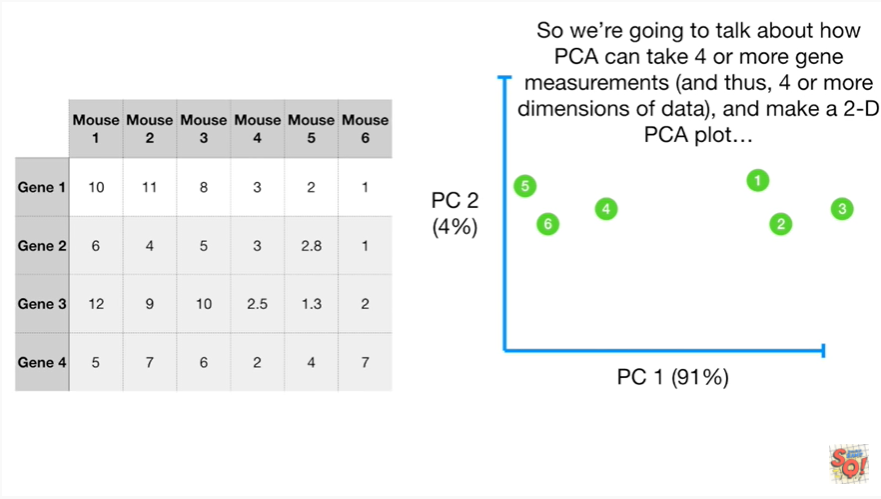 So we're going to talk about how
PCA can take 4 or more gene
measurements (and thus, 4 or more
dimensions of data), and make a 2-D
PCA plot…
Mouse 1 Mouse 2 Mouse 3 Mouse 4 Mouse 5 Mouse 6
Gene 1 10 11 8 3 2 1
Gene 2 6 4 5 3 2.8 1
Gene 3 12 9 10 2.5 1.3 2
Gene 4 5 7 6 2 4 7
PC 2
(4%)
5
6
4
1
2
3
PC 1 (91%)
SQ!